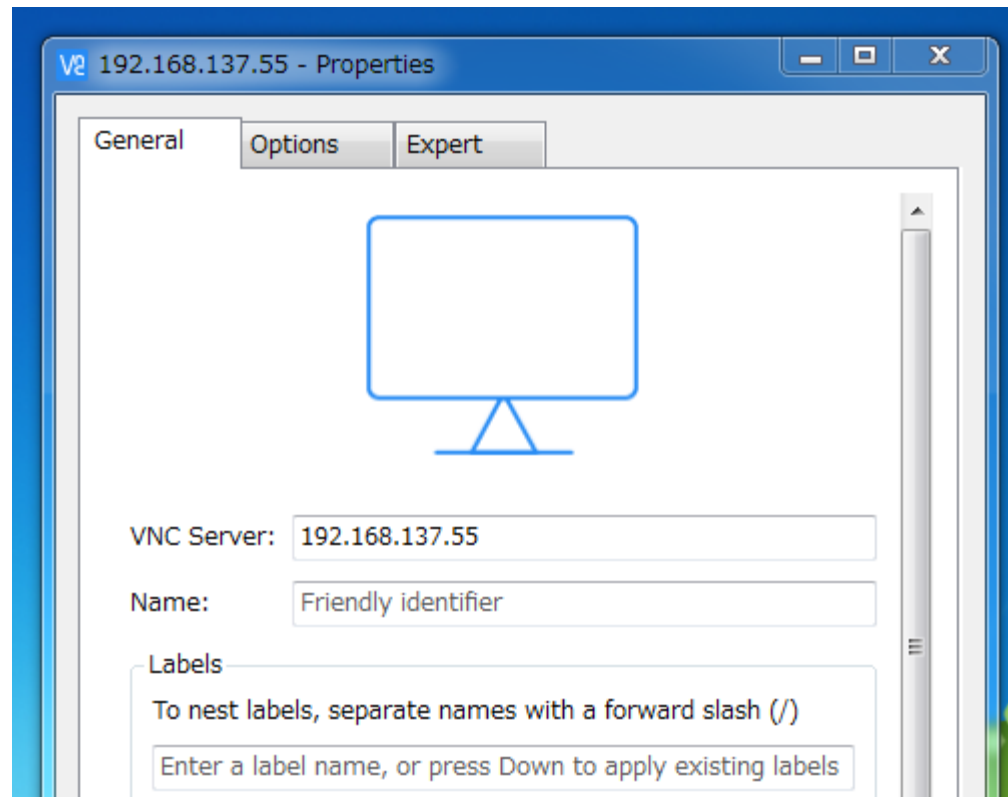 192.168.137.55 - Properties
General Options Expert
VNC Server: 192.168.137.55
Name: Friendly identifier
Labels
To nest labels, separate names with a forward slash (/)
Enter a label name, or press Down to apply existing labels